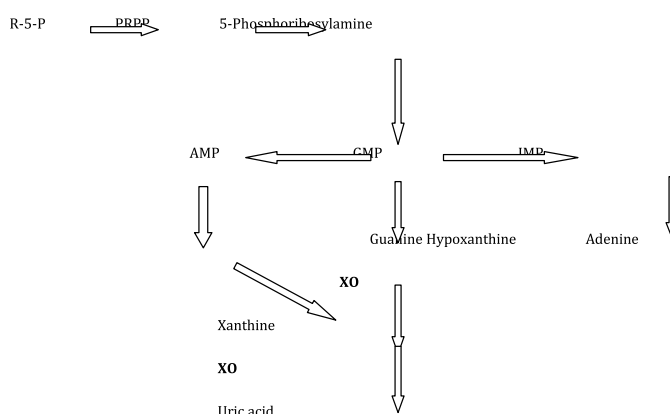 R-5-P PRPP 5-Phosphoribosylamine
AMP GMP IMP
Guanine Hypoxanthine Adenine
XO
Xanthine
XO
Uric acid